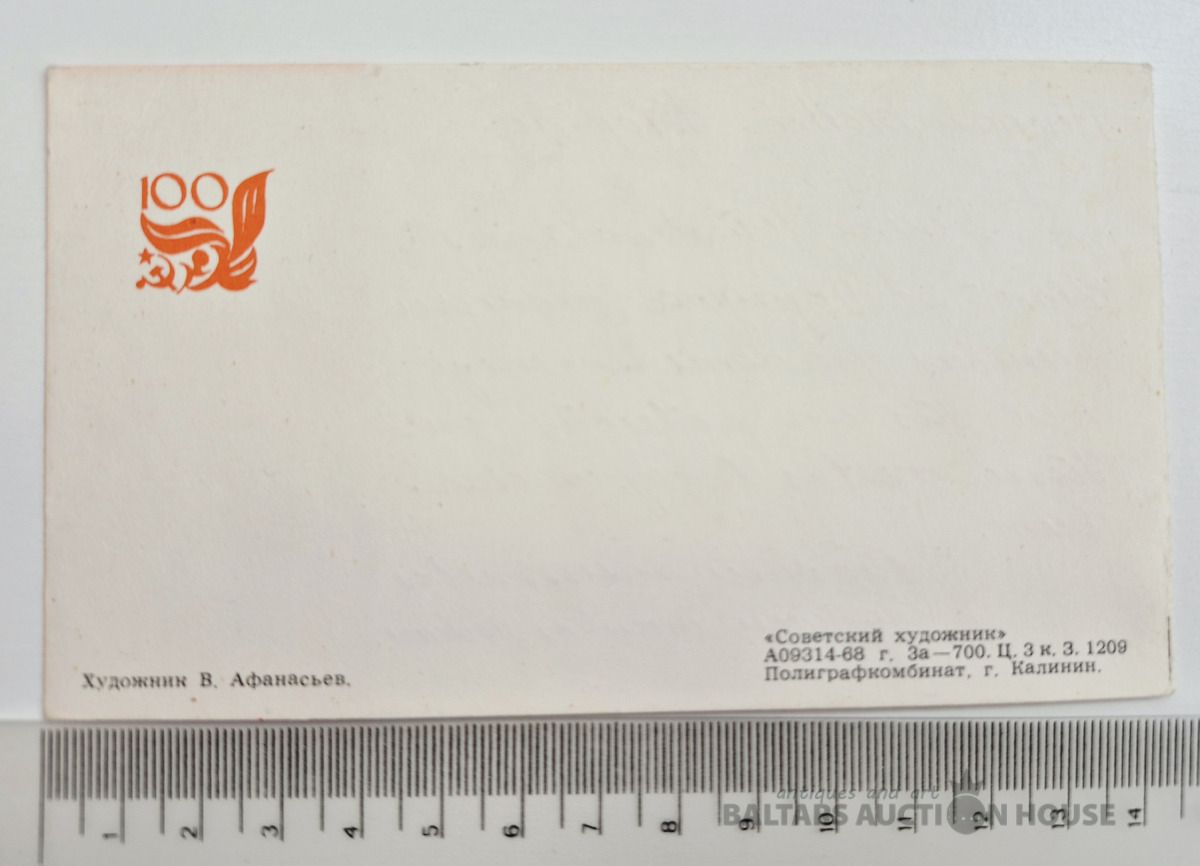 100
«Советский художник»
А09314-68 г. За—700. Ц. 3 к. З. 1209
Полиграфкомбинат, г. Калинин.
Художник В. Афанасьев.
1 2 3 4 5 6 7 8 9 10 11 12 13 14
antiques and art
BALTARS AUCTION HOUSE